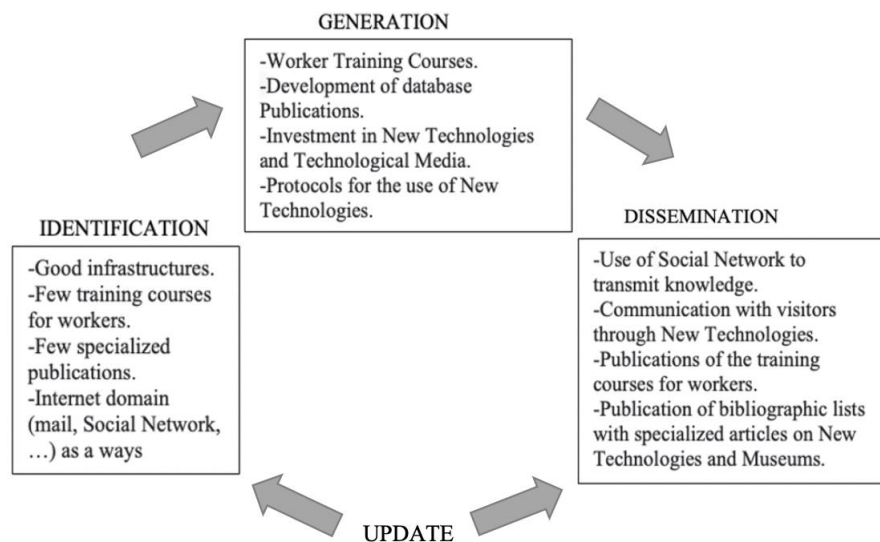 GENERATION
-Worker Training Courses.
-Development of database
Publications.
-Investment in New Technologies
and Technological Media.
-Protocols for the use of New
Technologies.
IDENTIFICATION
-Good infrastructures.
-Few training courses
for workers.
-Few specialized
publications.
-Internet domain
(mail, Social Network,
…) as a ways
DISSEMINATION
-Use of Social Network to
transmit knowledge.
-Communication with visitors
through New Technologies.
-Publications of the training
courses for workers.
-Publication of bibliographic lists
with specialized articles on New
Technologies and Museums.
UPDATE